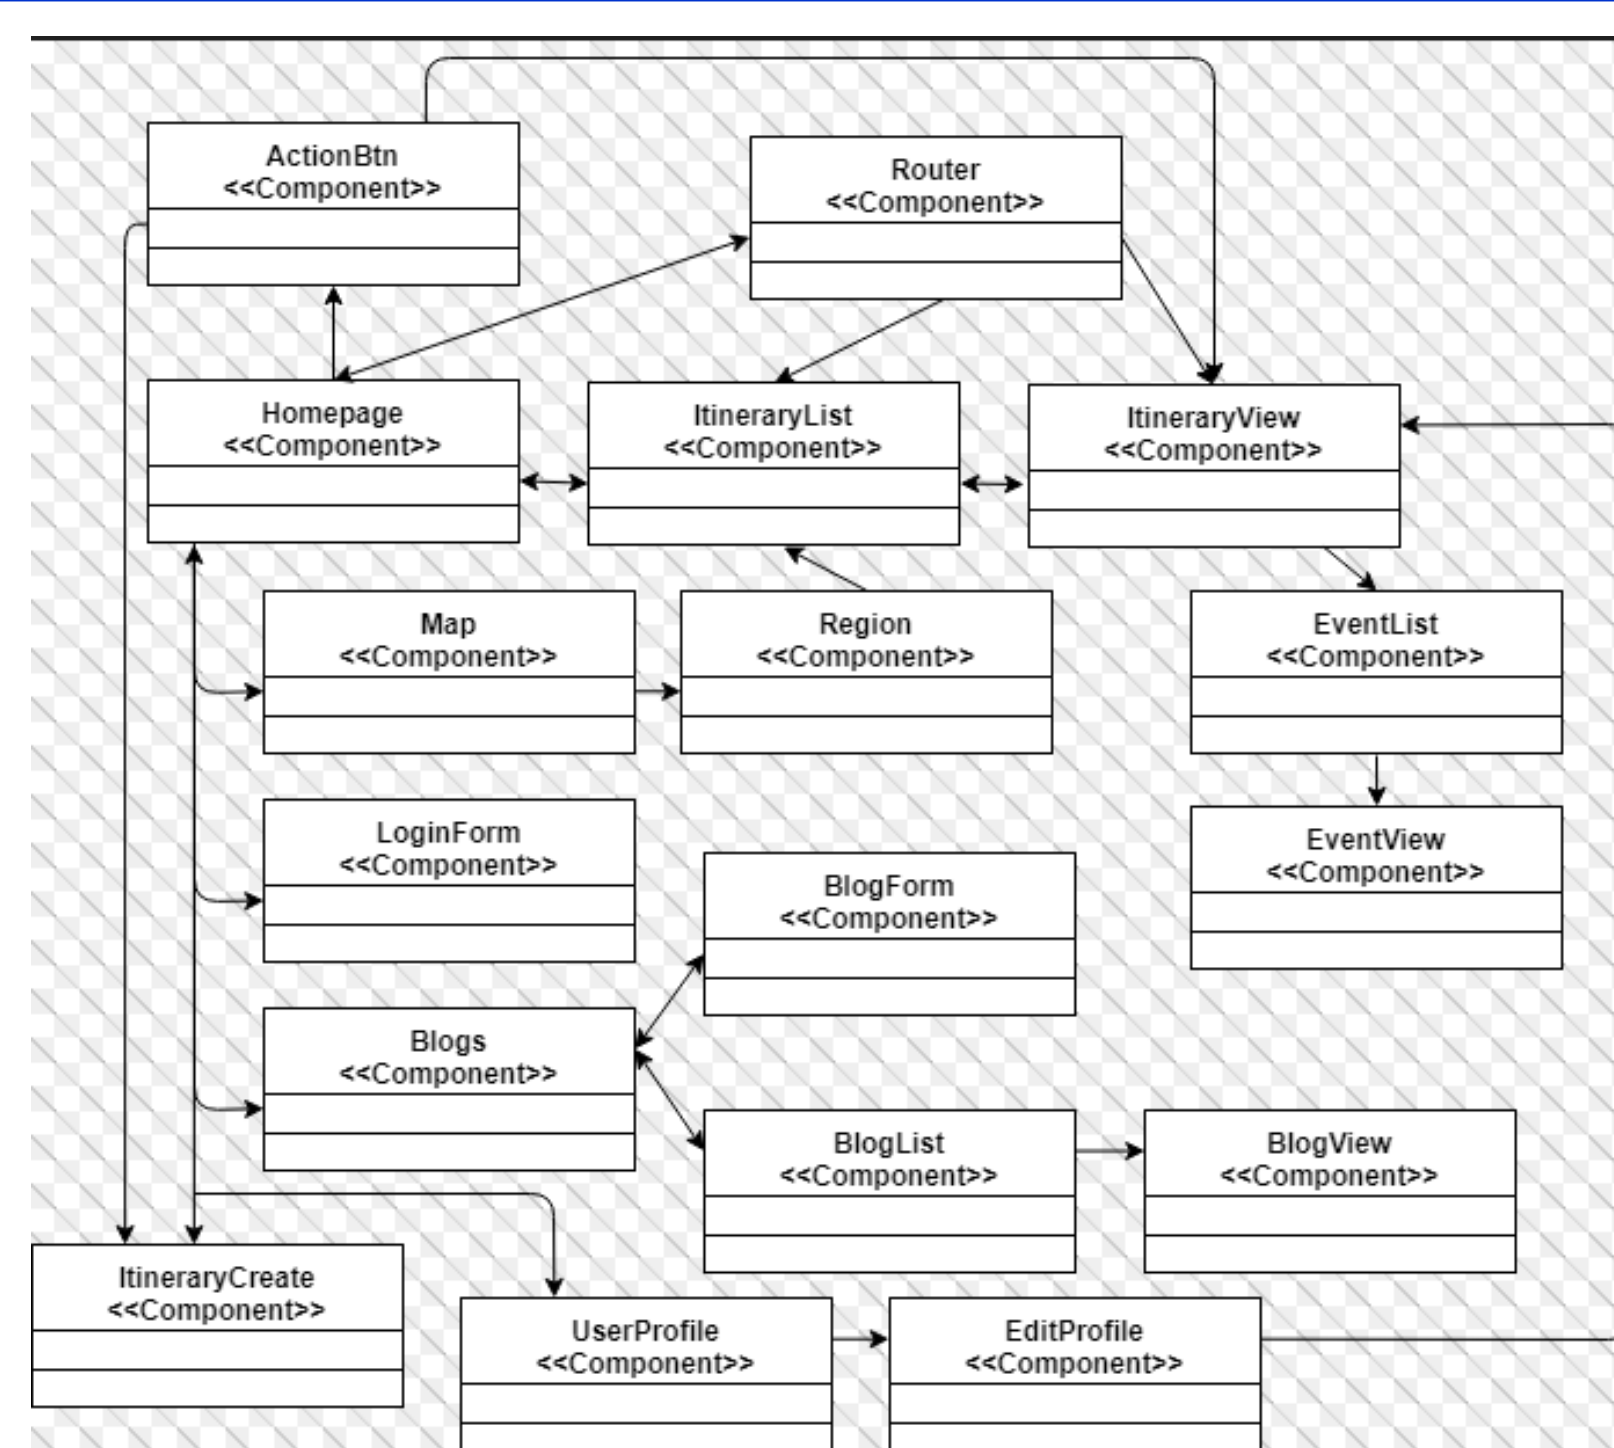 ActionBtn
<<Component>>
Router
<<Component>>
Homepage
<<Component>>
ItineraryList
<<Component>>
ItineraryView
<<Component>>
Map
<<Component>>
Region
<<Component>>
EventList
<<Component>>
LoginForm
<<Component>>
EventView
<<Component>>
BlogForm
<<Component>>
Blogs
<<Component>>
BlogList
<<Component>>
BlogView
<<Component>>
ItineraryCreate
<<Component>>
UserProfile
<<Component>>
EditProfile
<<Component>>